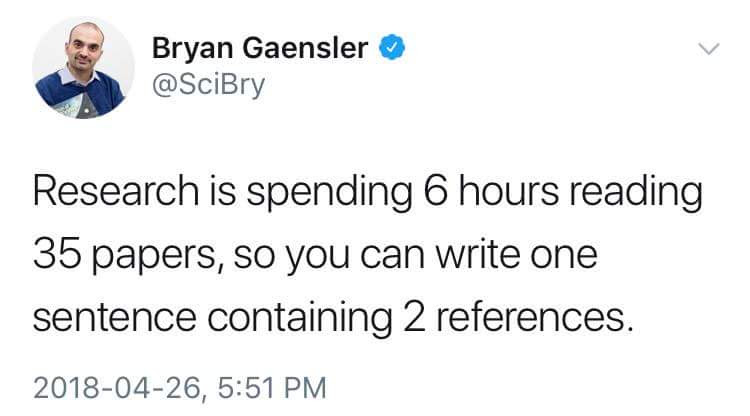 Bryan Gaensler
@SciBry
Research is spending 6 hours reading
35 papers, so you can write one
sentence containing 2 references.
2018-04-26, 5:51 PM